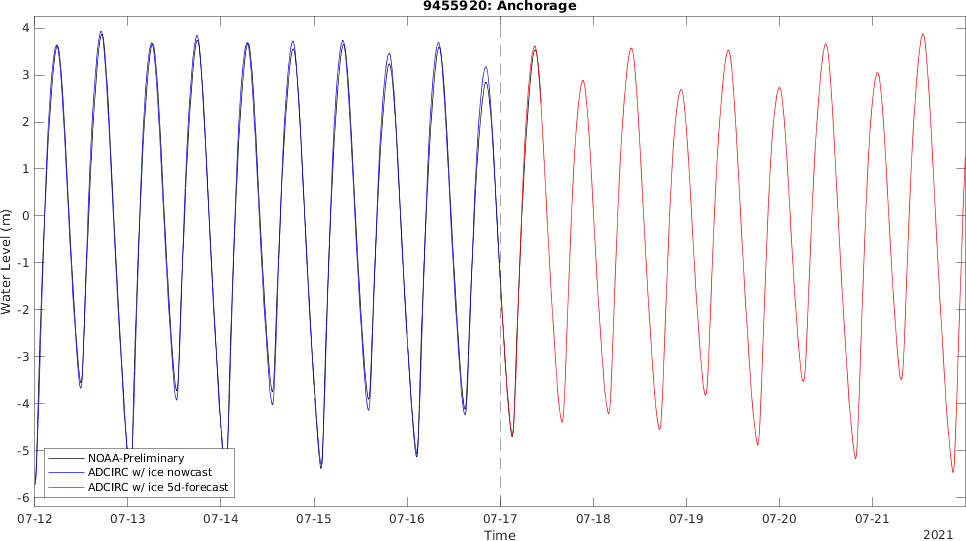 9455920: Anchorage
Water Level (m)
4
3
2
1
0
-1
-2
-3
-4
-5
-6
NOAA-Preliminary
ADCIRC w/ ice nowcast
ADCIRC w/ ice 5d-forecast
07-12 07-13 07-14 07-15 07-16 07-17 07-18 07-19 07-20 07-21
Time
2021